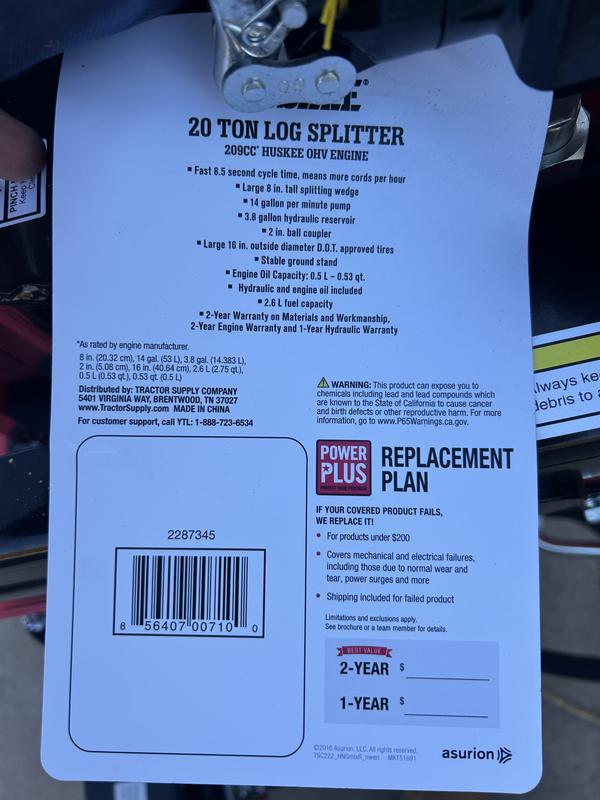 20 TON LOG SPLITTER
209CC* HUSKEE OHV ENGINE
▪ Fast 8.5 second cycle time, means more cords per hour
▪ Large 8 in. tall splitting wedge
▪ 14 gallon per minute pump
▪ 3.8 gallon hydraulic reservoir
▪ 2 in. ball coupler
▪ Large 16 in. outside diameter D.O.T. approved tires
▪ Stable ground stand
▪ Engine Oil Capacity: 0.5 L – 0.53 qt.
▪ Hydraulic and engine oil included
▪ 2.6 L fuel capacity
▪ 2-Year Warranty on Materials and Workmanship,
2-Year Engine Warranty and 1-Year Hydraulic Warranty
*As rated by engine manufacturer.
8 in. (20.32 cm), 14 gal. (53 L), 3.8 gal. (14.383 L),
2 in. (5.08 cm), 16 in. (40.64 cm), 2.6 L (2.75 qt.),
0.5 L (0.53 qt.), 0.53 qt. (0.5 L)
Distributed by: TRACTOR SUPPLY COMPANY
5401 VIRGINIA WAY, BRENTWOOD, TN 37027
www.TractorSupply.com MADE IN CHINA
For customer support, call YTL: 1-888-723-6534
2287345
8 56407 00710 0
⚠ WARNING: This product can expose you to
chemicals including lead and lead compounds which
are known to the State of California to cause cancer
and birth defects or other reproductive harm. For more
information, go to www.P65Warnings.ca.gov.
POWER
PLUS
PROTECT YOUR PURCHASE
REPLACEMENT
PLAN
IF YOUR COVERED PRODUCT FAILS,
WE REPLACE IT!
• For products under $200
• Covers mechanical and electrical failures,
including those due to normal wear and
tear, power surges and more
• Shipping included for failed product
Limitations and exclusions apply.
See brochure or a team member for details.
BEST VALUE
2-YEAR $
1-YEAR $
©2016 Asurion, LLC. All rights reserved.
MKT51691
asurion
PINCH
Keep
always ke
debris to a